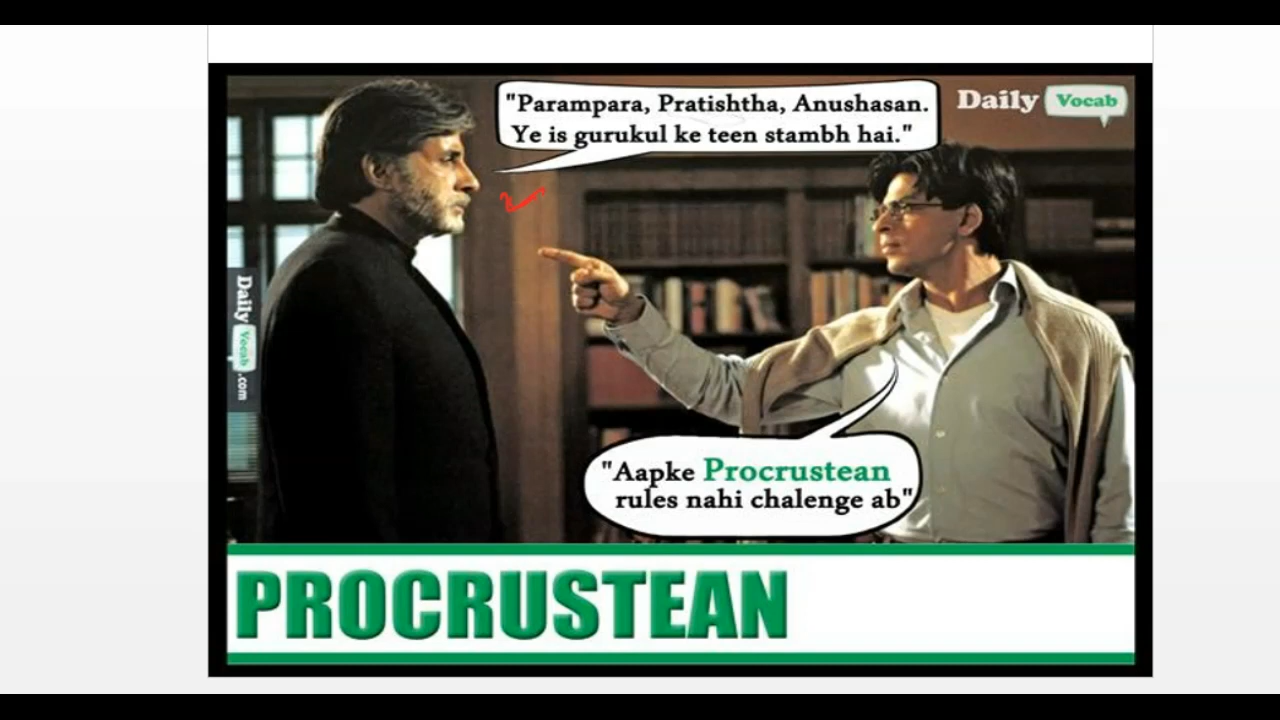 "Parampara, Pratishtha, Anushasan.
Ye is gurukul ke teen stambh hai."
Daily Vocab
Daily Vocab .com
"Aapke Procrustean
rules nahi chalenge ab"
PROCRUSTEAN